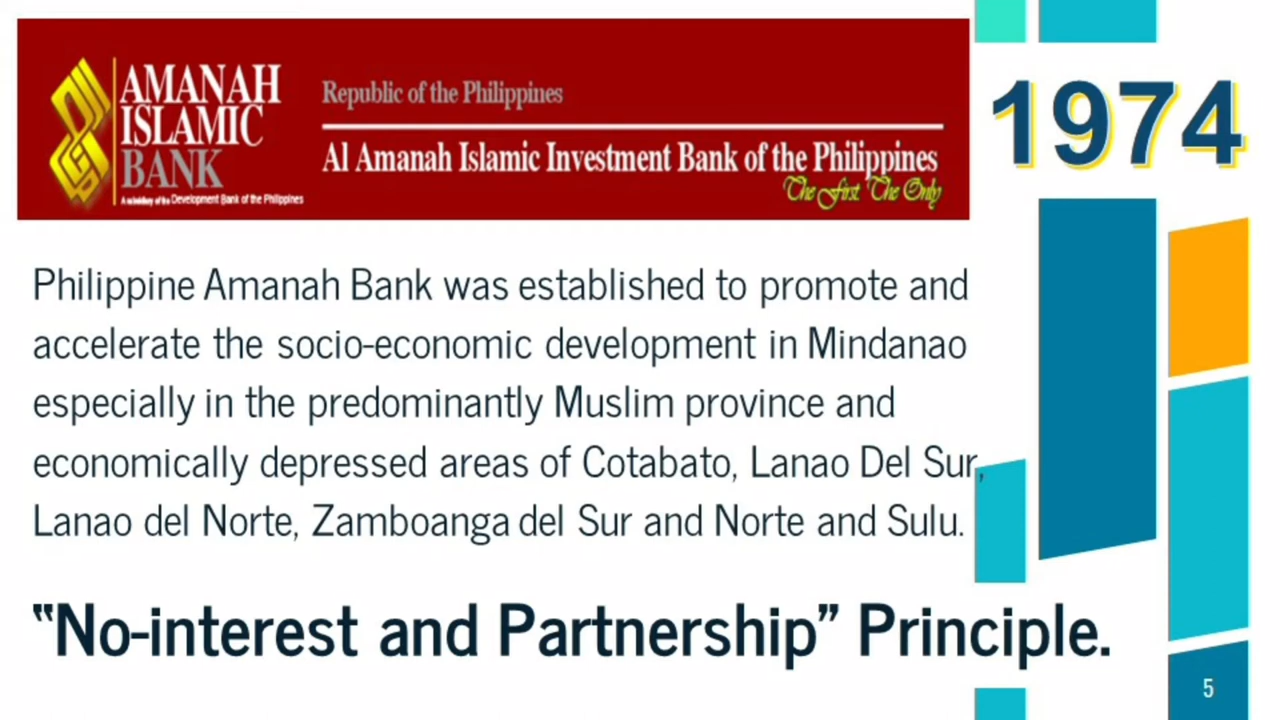 AMANAH
ISLAMIC
BANK
A subsidiary of the Development Bank of the Philippines
Republic of the Philippines
Al Amanah Islamic Investment Bank of the Philippines
The First The Only
1974
Philippine Amanah Bank was established to promote and
accelerate the socio-economic development in Mindanao
especially in the predominantly Muslim province and
economically depressed areas of Cotabato, Lanao Del Sur,
Lanao del Norte, Zamboanga del Sur and Norte and Sulu.
“No-interest and Partnership” Principle.
5